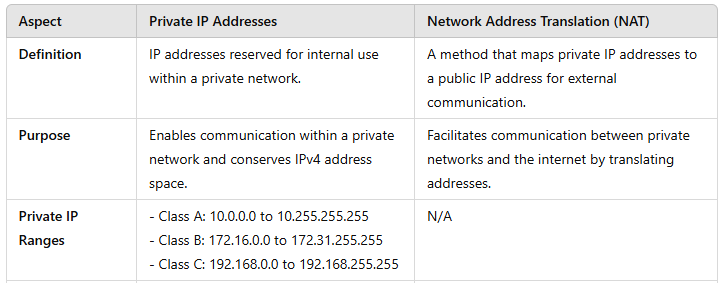 Aspect Private IP Addresses Network Address Translation (NAT)
Definition IP addresses reserved for internal use A method that maps private IP addresses to
within a private network. a public IP address for external
communication.
Purpose Enables communication within a private Facilitates communication between private
network and conserves IPv4 address networks and the internet by translating
space. addresses.
Private IP - Class A: 10.0.0.0 to 10.255.255.255 N/A
Ranges - Class B: 172.16.0.0 to 172.31.255.255
- Class C: 192.168.0.0 to 192.168.255.255